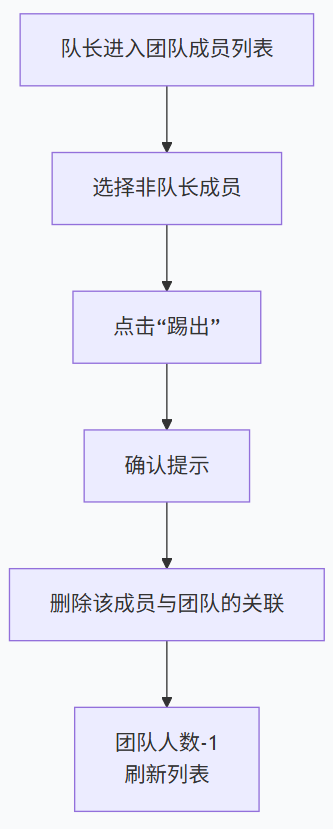 队长进入团队成员列表
选择非队长成员
点击“踢出”
确认提示
删除该成员与团队的关联
团队人数-1
刷新列表